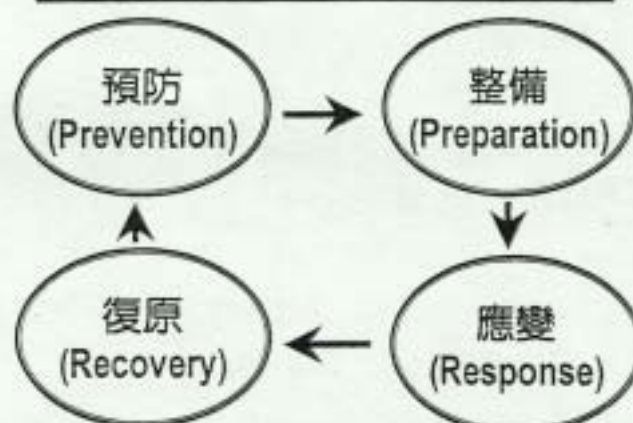 預防
(Prevention)
整備
(Preparation)
應變
(Response)
復原
(Recovery)